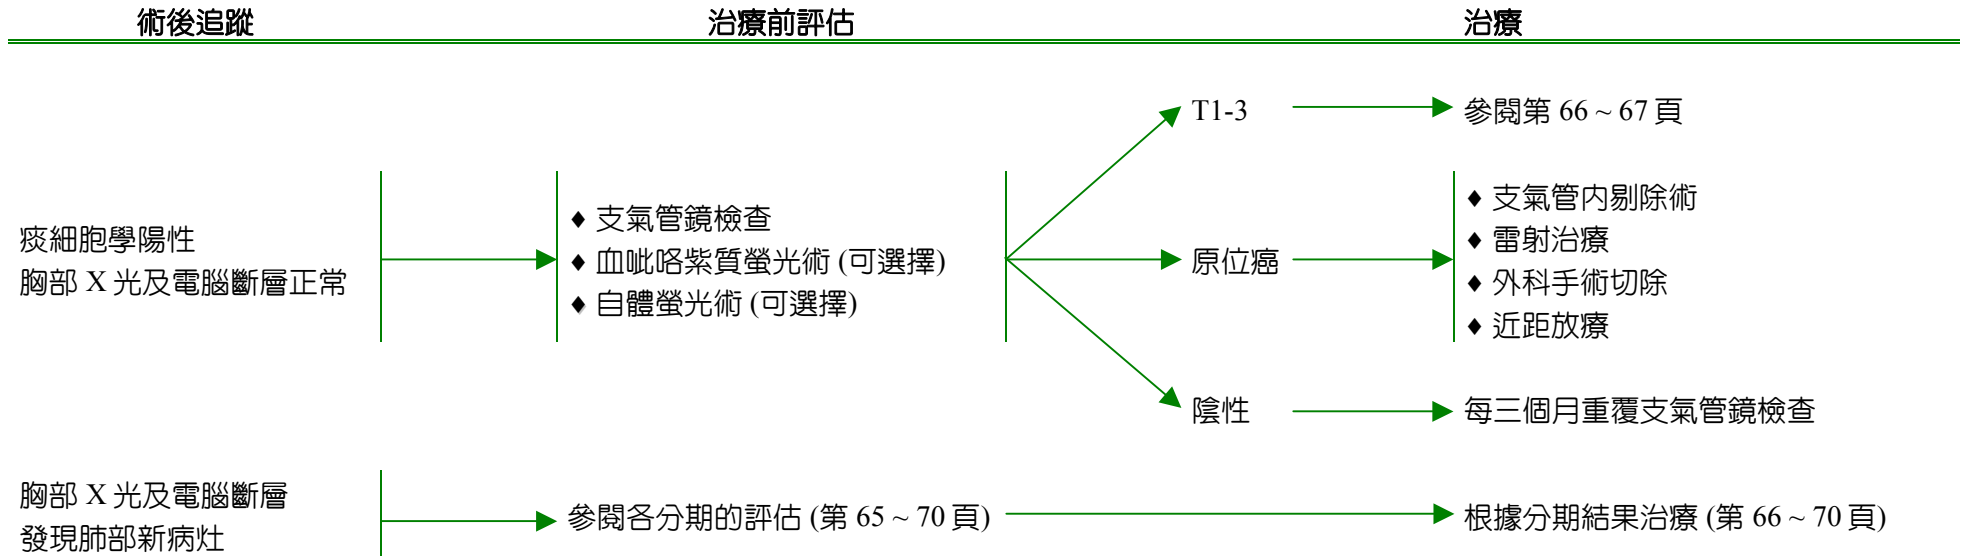 術後追蹤
治療前評估
治療
T1-3
參閱第 66 ~ 67 頁
痰細胞學陽性
胸部 X 光及電腦斷層正常
♦ 支氣管鏡檢查
♦ 血吡咯紫質螢光術 (可選擇)
♦ 自體螢光術 (可選擇)
原位癌
♦ 支氣管內剔除術
♦ 雷射治療
♦ 外科手術切除
♦ 近距放療
陰性
每三個月重覆支氣管鏡檢查
胸部 X 光及電腦斷層
發現肺部新病灶
參閱各分期的評估 (第 65 ~ 70 頁)
根據分期結果治療 (第 66 ~ 70 頁)